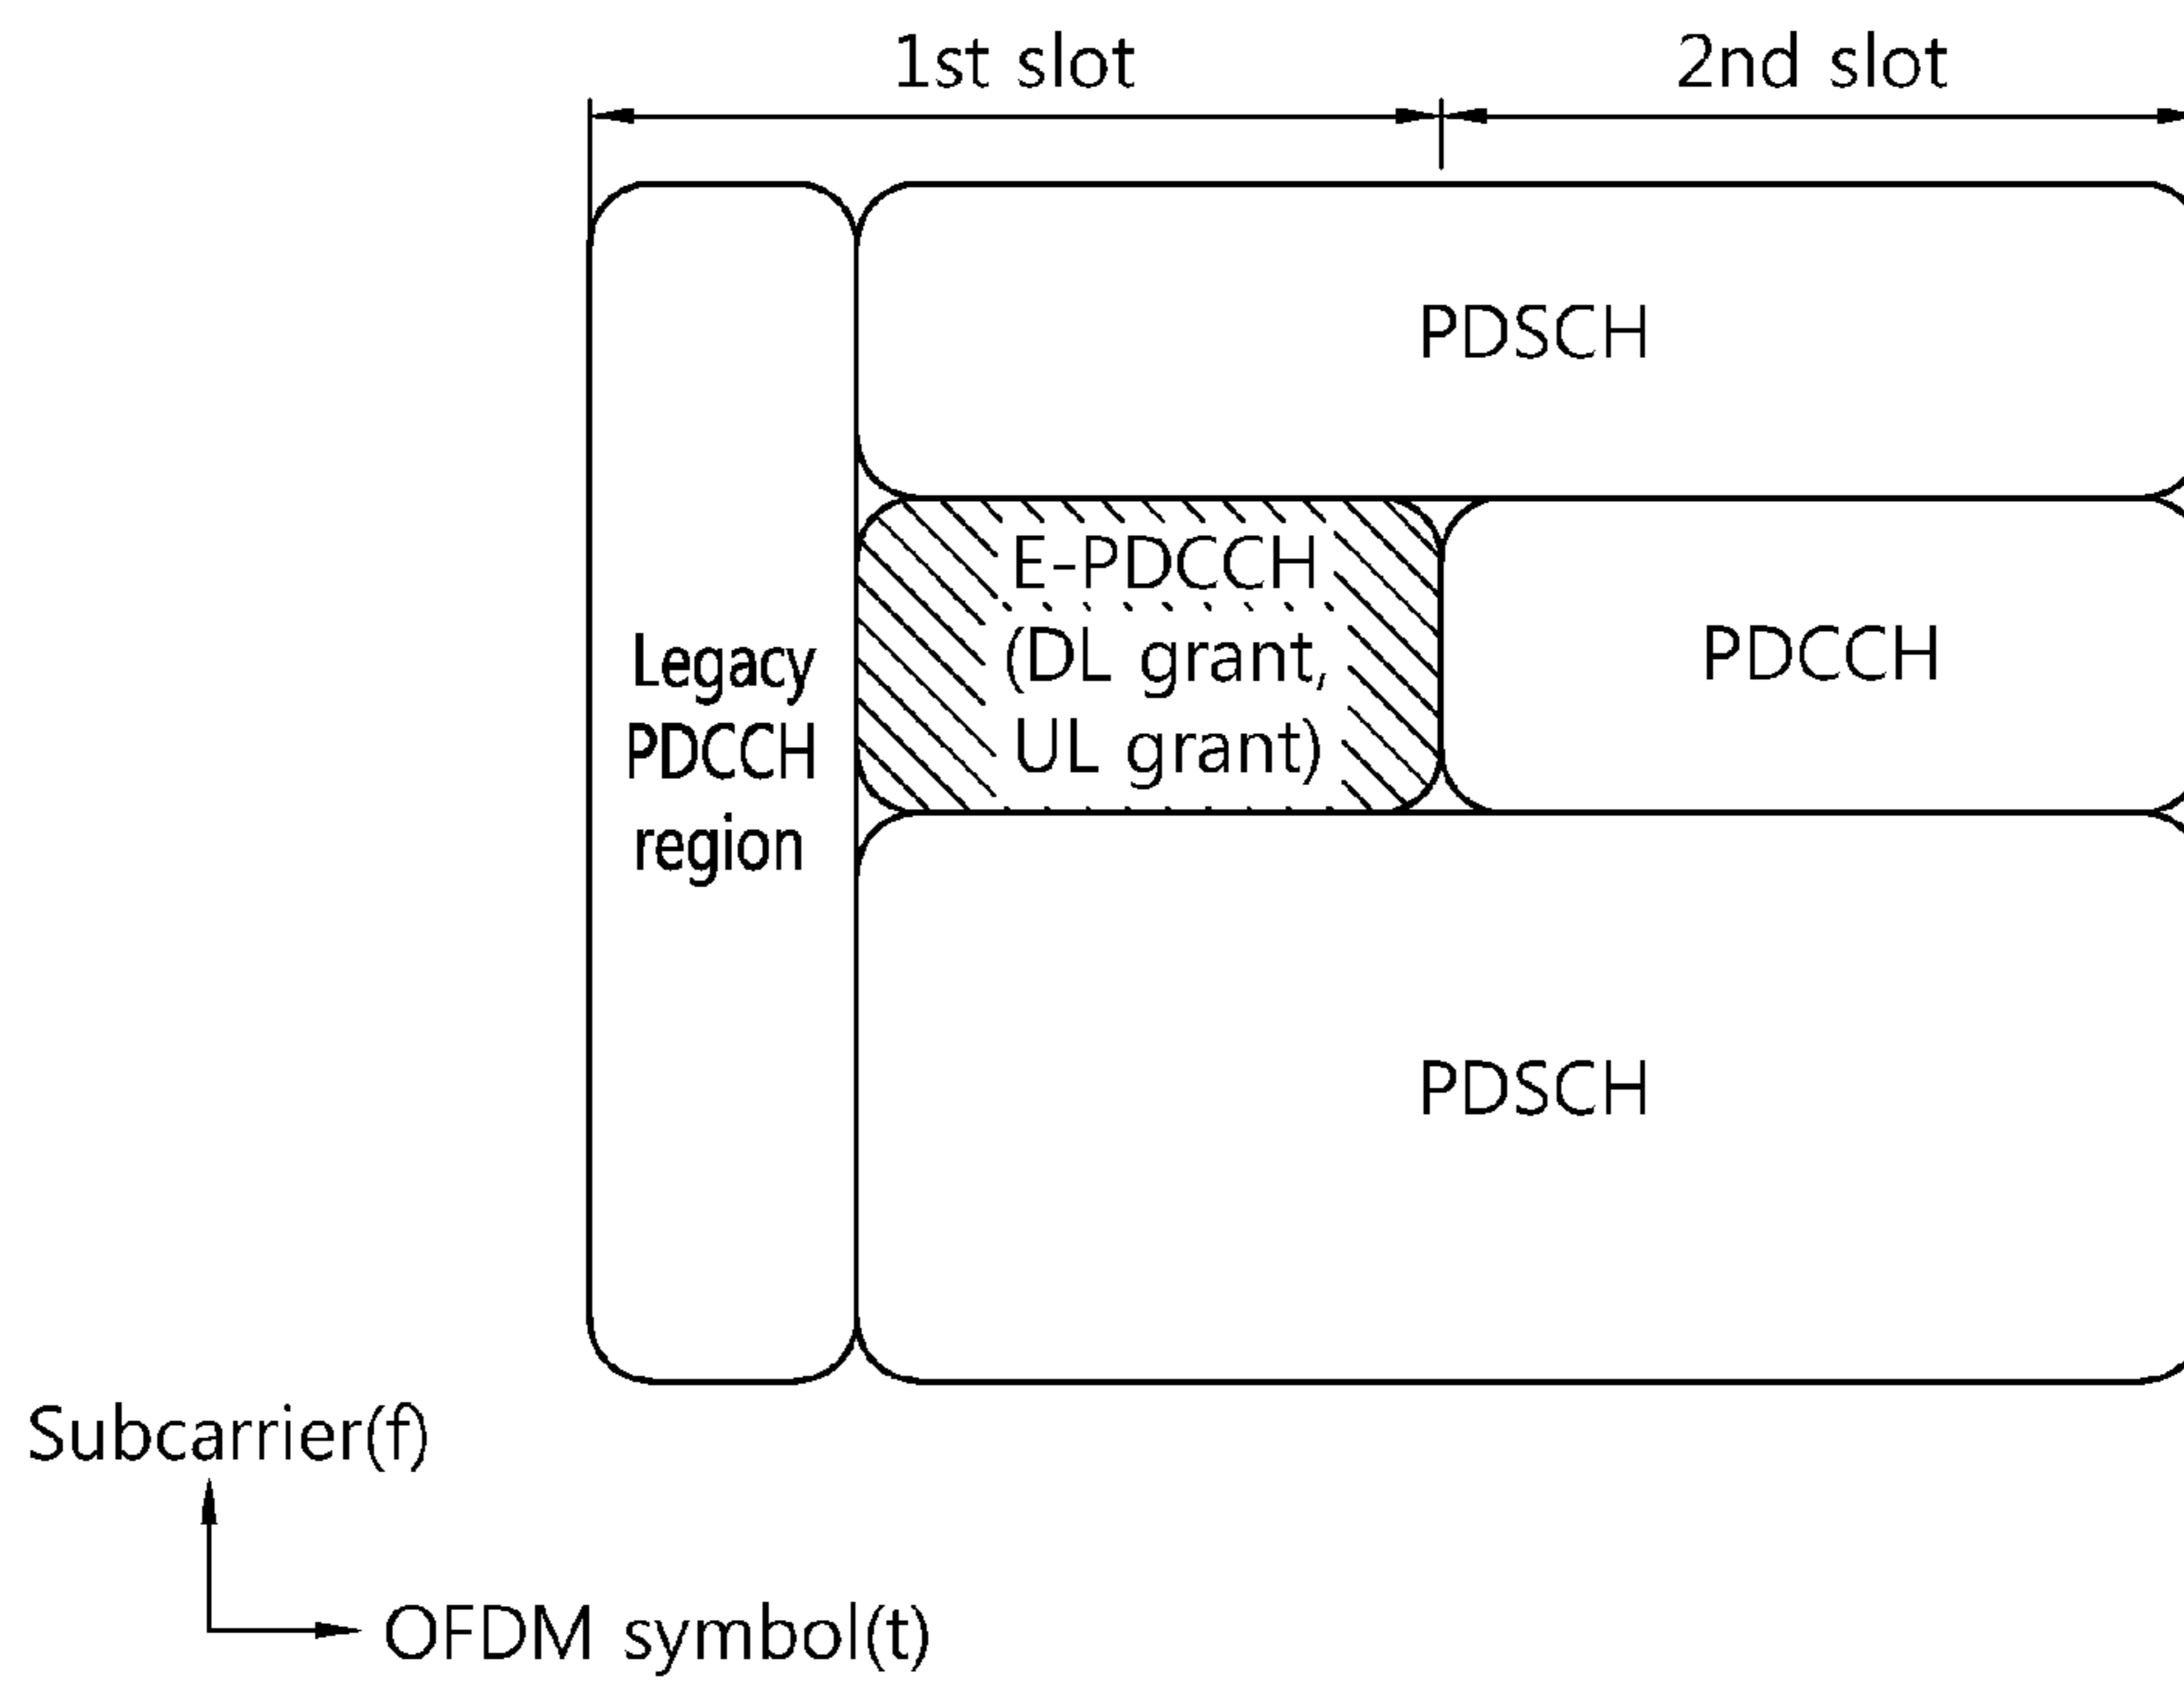 1st slot
2nd slot
PDSCH
E-PDCCH
(DL grant,
UL grant)
PDCCH
Legacy
PDCCH
region
PDSCH
Subcarrier(f)
OFDM symbol(t)